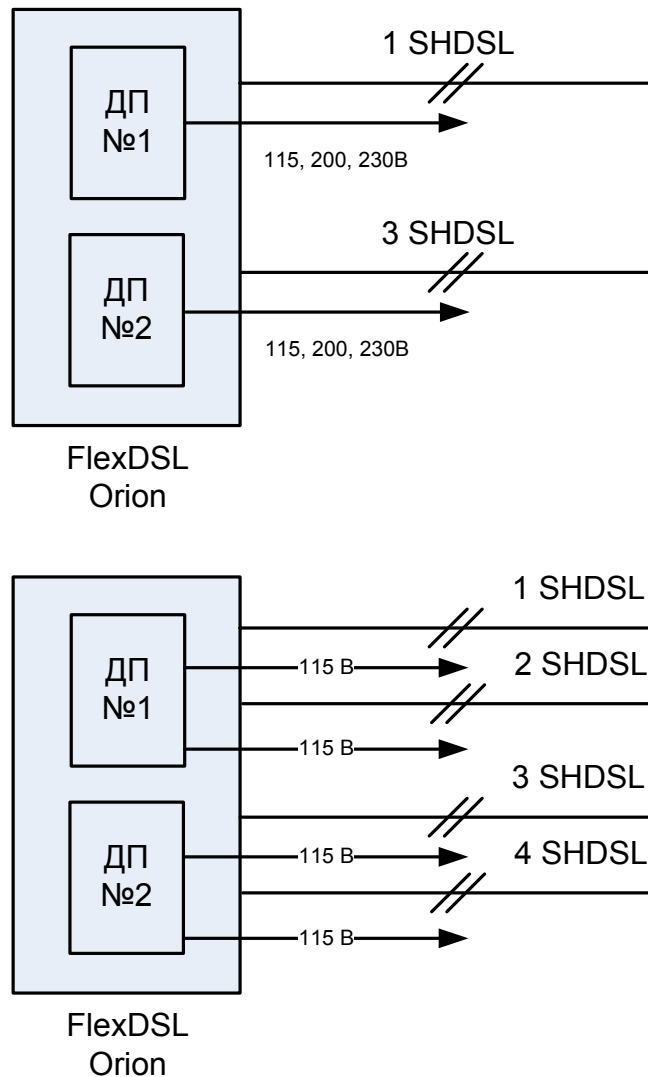 1 SHDSL
ДП
№1
115, 200, 230В
3 SHDSL
ДП
№2
115, 200, 230В
FlexDSL
Orion
1 SHDSL
115 В
2 SHDSL
ДП
№1
115 В
3 SHDSL
115 В
4 SHDSL
ДП
№2
115 В
FlexDSL
Orion